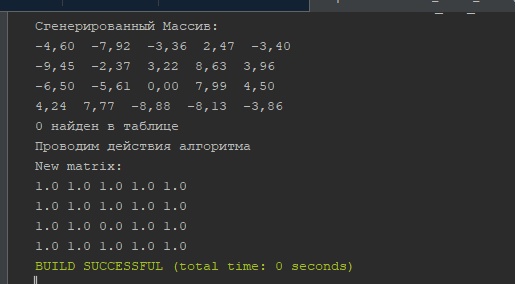 Сгенерированный Массив:
-4,60 -7,92 -3,36 2,47 -3,40
-9,45 -2,37 3,22 8,63 3,96
-6,50 -5,61 0,00 7,99 4,50
4,24 7,77 -8,88 -8,13 -3,86
0 найден в таблице
Проводим действия алгоритма
New matrix:
1.0 1.0 1.0 1.0 1.0
1.0 1.0 1.0 1.0 1.0
1.0 1.0 0.0 1.0 1.0
1.0 1.0 1.0 1.0 1.0
BUILD SUCCESSFUL (total time: 0 seconds)